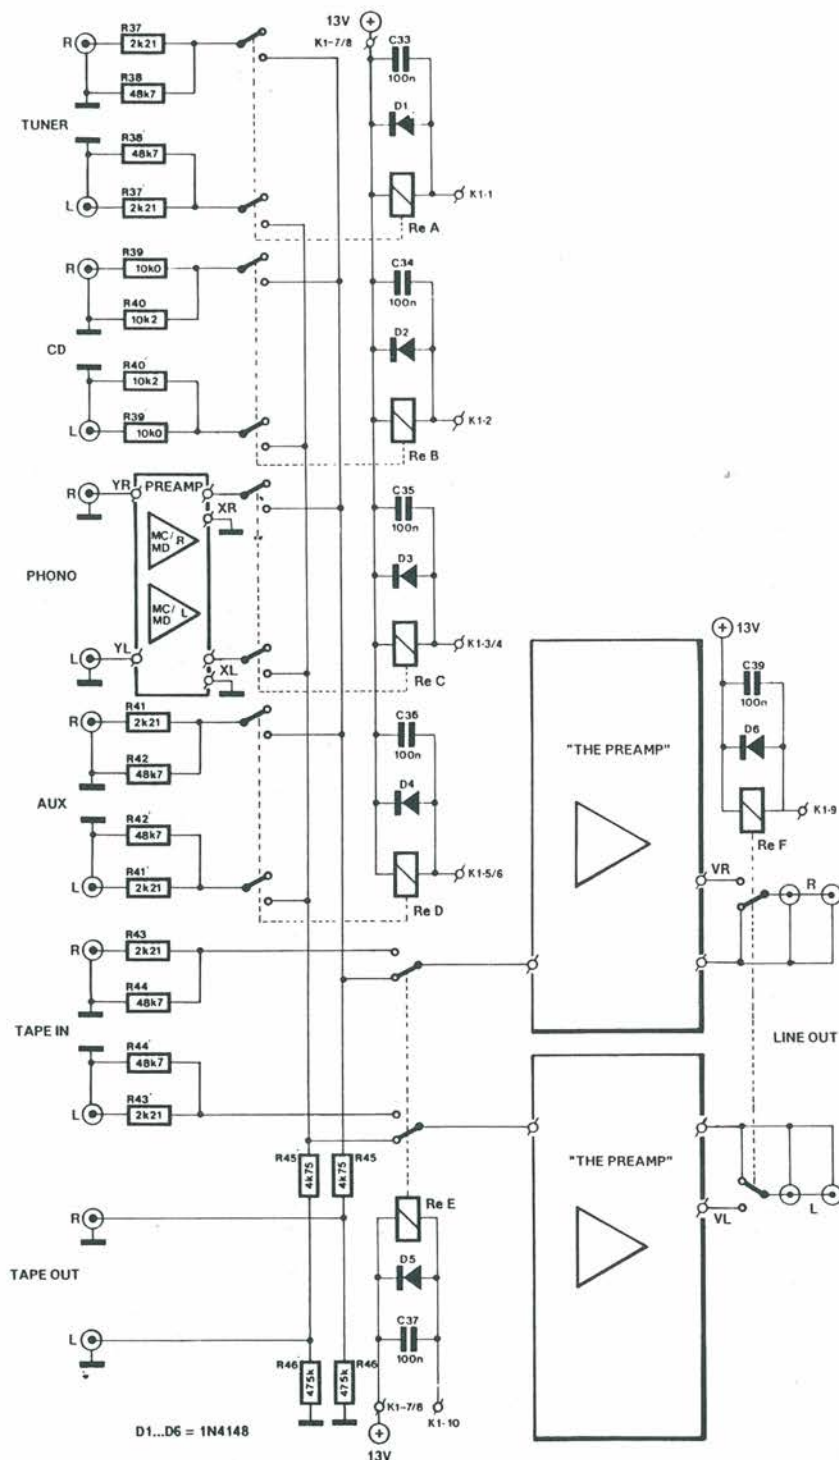 R R37 2k21
R38 48k7
TUNER
R38' 48k7
L R37' 2k21
R R39 10k0
R40 10k2
CD
R40' 10k2
L R39' 10k0
R YR PREAMP XR
MC/MD R
PHONO
MC/MD L
L YL XL
R R41 2k21
R42 48k7
AUX
R42' 48k7
L R41' 2k21
R R43 2k21
R44 48k7
TAPE IN
R44' 48k7
L R43' 2k21
R45' 4k75 4k75 R45
R
TAPE OUT
L
R46' 475k 475k R46
D1...D6 = 1N4148
13V
K1-7/8
C33
100n
D1
K1-1
Re A
C34
100n
D2
K1-2
Re B
C35
100n
D3
K1-3/4
Re C
C36
100n
D4
K1-5/6
Re D
Re E
D5
C37
100n
K1-7/8
K1-10
13V
"THE PREAMP"
VR
"THE PREAMP"
VL
13V
C39
100n
D6
K1-9
Re F
R
LINE OUT
L